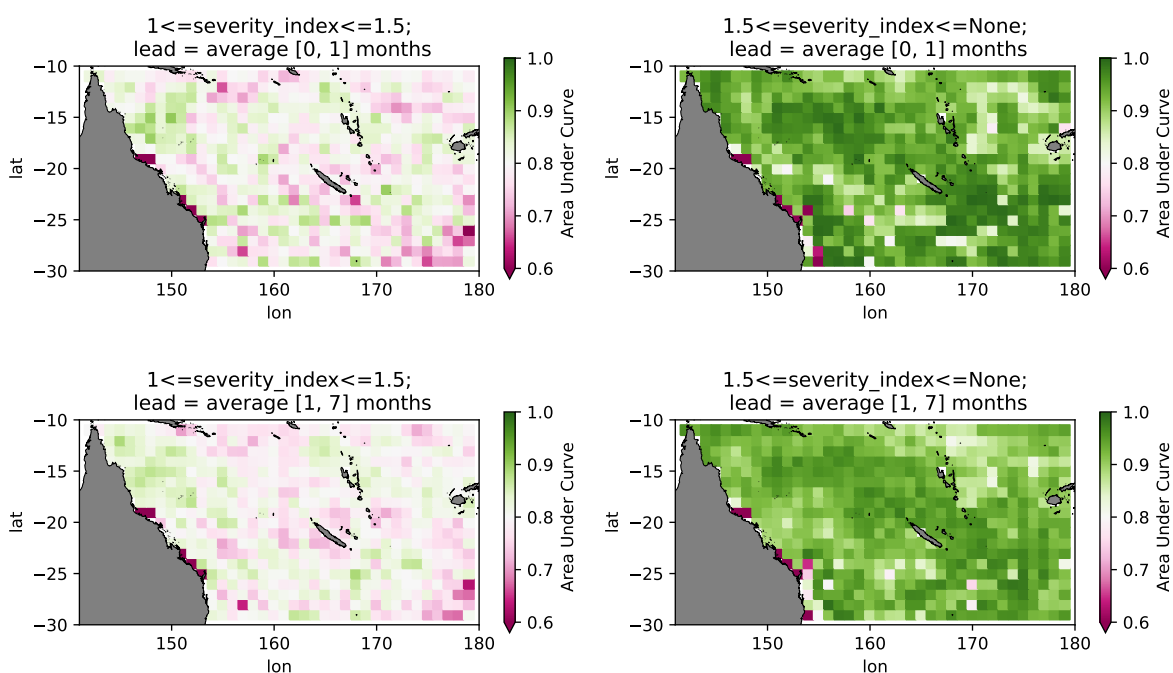 1<=severity_index<=1.5;
lead = average [0, 1] months
−10
−15
−20
−25
−30
lat
150
160
170
180
lon
1.0
0.9
0.8
0.7
0.6
Area Under Curve
1.5<=severity_index<=None;
lead = average [0, 1] months
−10
−15
−20
−25
−30
lat
150
160
170
180
lon
1.0
0.9
0.8
0.7
0.6
Area Under Curve
1<=severity_index<=1.5;
lead = average [1, 7] months
−10
−15
−20
−25
−30
lat
150
160
170
180
lon
1.0
0.9
0.8
0.7
0.6
Area Under Curve
1.5<=severity_index<=None;
lead = average [1, 7] months
−10
−15
−20
−25
−30
lat
150
160
170
180
lon
1.0
0.9
0.8
0.7
0.6
Area Under Curve